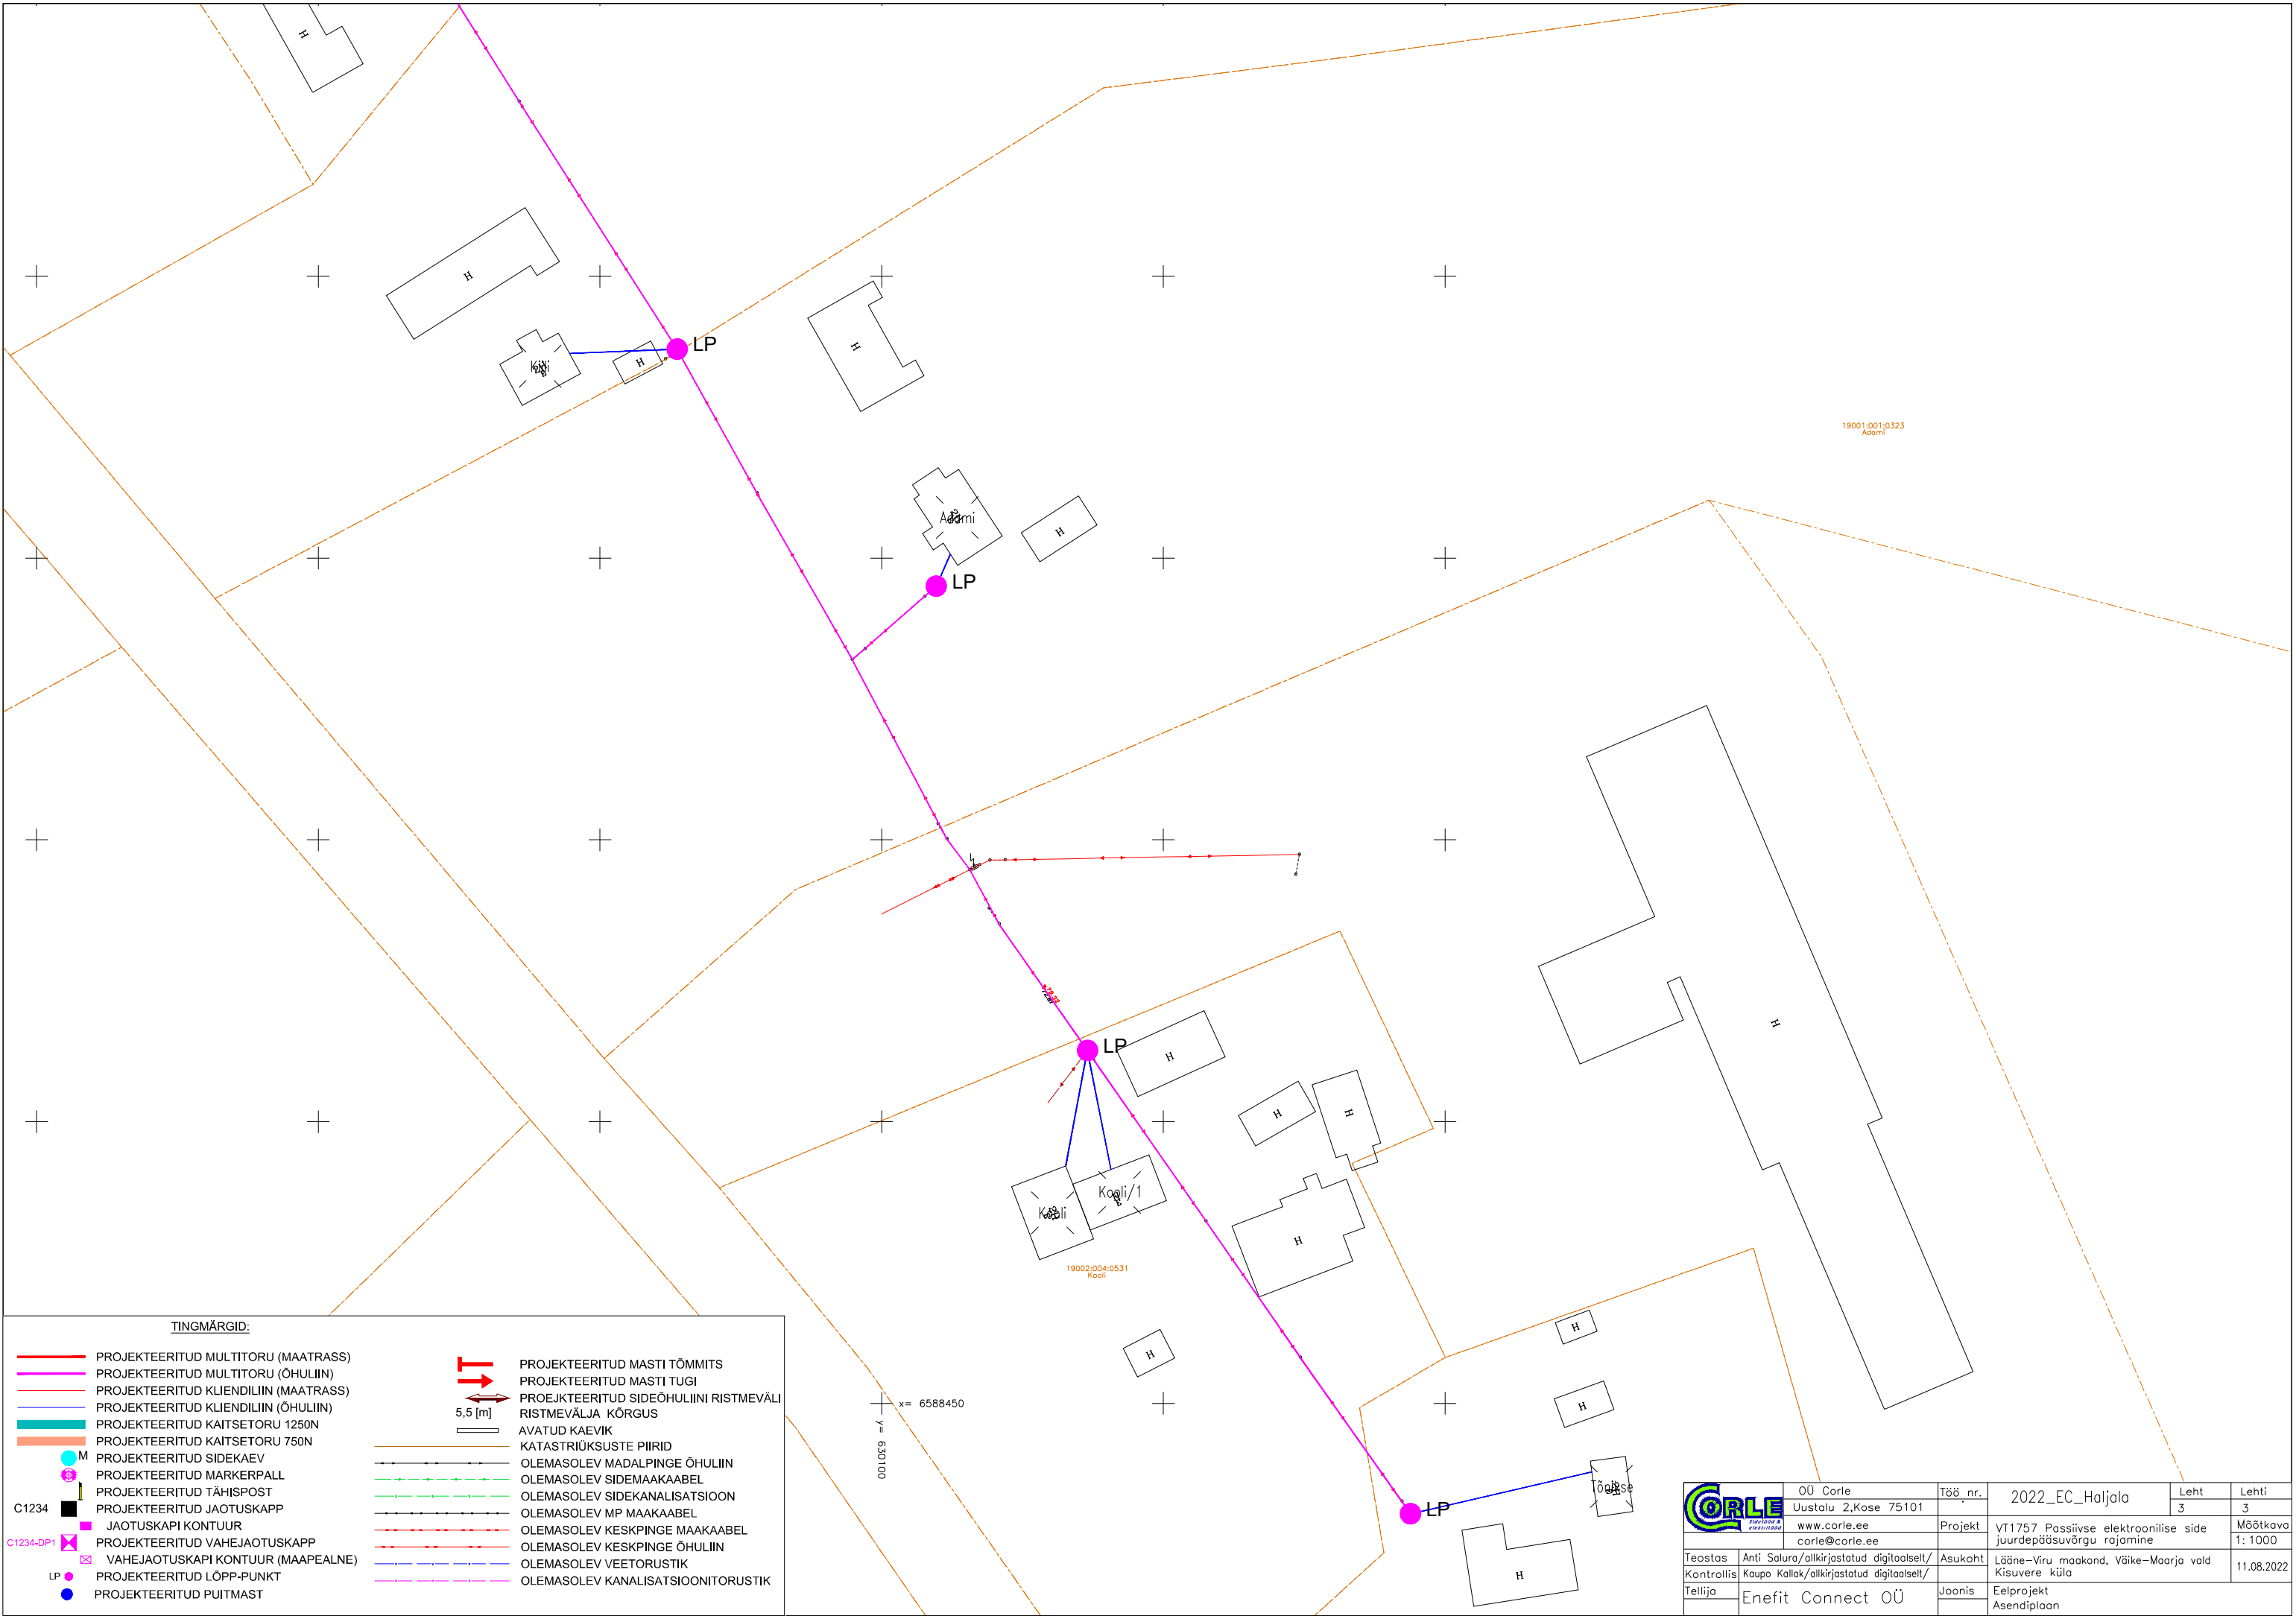 H
H
LP
Kili
H
H
19001:001:0323
Adami
Adami
H
LP
H
LP
H
H
H
Kooli/1
Kooli
H
19002:004:0531
Kooli
H
H
H
x= 6588450
y= 630100
Tõnikse
LP
H
TINGMÄRGID:
PROJEKTEERITUD MULTITORU (MAATRASS)
PROJEKTEERITUD MULTITORU (ÕHULIIN)
PROJEKTEERITUD KLIENDILIIN (MAATRASS)
PROJEKTEERITUD KLIENDILIIN (ÕHULIIN)
PROJEKTEERITUD KAITSETORU 1250N
PROJEKTEERITUD KAITSETORU 750N
M PROJEKTEERITUD SIDEKAEV
PROJEKTEERITUD MARKERPALL
PROJEKTEERITUD TÄHISPOST
C1234 PROJEKTEERITUD JAOTUSKAPP
JAOTUSKAPI KONTUUR
C1234-DP1 PROJEKTEERITUD VAHEJAOTUSKAPP
VAHEJAOTUSKAPI KONTUUR (MAAPEALNE)
LP PROJEKTEERITUD LÕPP-PUNKT
PROJEKTEERITUD PUITMAST
PROJEKTEERITUD MASTI TÕMMITS
PROJEKTEERITUD MASTI TUGI
PROEJKTEERITUD SIDEÕHULIINI RISTMEVÄLI
5,5 [m] RISTMEVÄLJA KÕRGUS
AVATUD KAEVIK
KATASTRIÜKSUSTE PIIRID
OLEMASOLEV MADALPINGE ÕHULIIN
OLEMASOLEV SIDEMAAKAABEL
OLEMASOLEV SIDEKANALISATSIOON
OLEMASOLEV MP MAAKAABEL
OLEMASOLEV KESKPINGE MAAKAABEL
OLEMASOLEV KESKPINGE ÕHULIIN
OLEMASOLEV VEETORUSTIK
OLEMASOLEV KANALISATSIOONITORUSTIK
CORLE
Sidetööd &
elektritööd
OÜ Corle
Uustalu 2,Kose 75101
www.corle.ee
corle@corle.ee
Töö nr.
2022_EC_Haljala
Leht
3
Lehti
3
Projekt
VT1757 Passiivse elektroonilise side
juurdepääsuvõrgu rajamine
Mõõtkava
1: 1000
Teostas Anti Salura/allkirjastatud digitaalselt/
Kontrollis Kaupo Kallak/allkirjastatud digitaalselt/
Asukoht
Lääne-Viru maakond, Väike-Maarja vald
Kisuvere küla
11.08.2022
Tellija Enefit Connect OÜ
Joonis
Eelprojekt
Asendiplaan